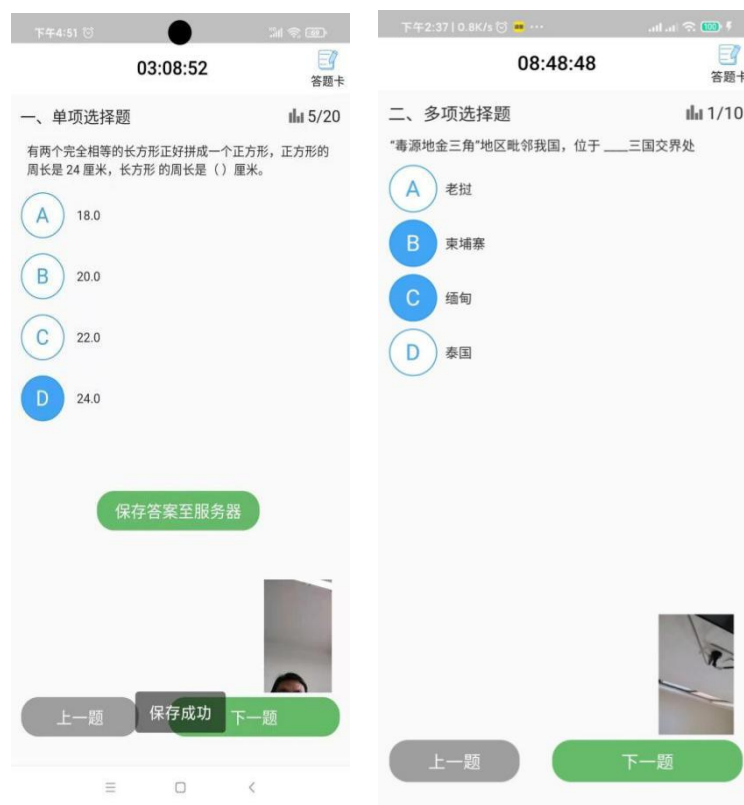 下午4:51
03:08:52
答题卡
一、单项选择题
5/20
有两个完全相等的长方形正好拼成一个正方形，正方形的
周长是 24 厘米，长方形 的周长是（ ）厘米。
A 18.0
B 20.0
C 22.0
D 24.0
保存答案至服务器
上一题
保存成功
下一题
下午2:37 | 0.8K/s
100
08:48:48
答题卡
二、多项选择题
1/10
“毒源地金三角”地区毗邻我国，位于 ____三国交界处
A 老挝
B 柬埔寨
C 缅甸
D 泰国
上一题
下一题